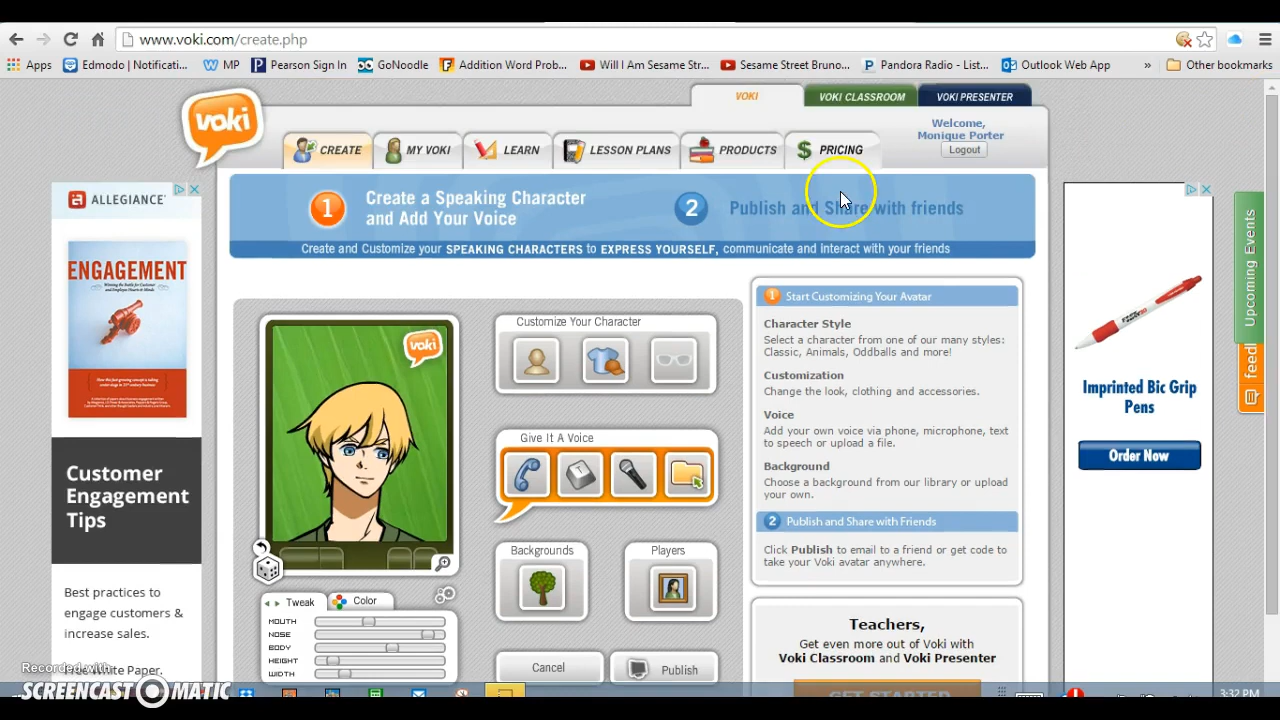 www.voki.com/create.php
Apps
Edmodo | Notificati...
MP
Pearson Sign In
GoNoodle
Addition Word Prob...
Will I Am Sesame Str...
Sesame Street Bruno...
Pandora Radio - List...
Outlook Web App
»
Other bookmarks
VOKI
VOKI CLASSROOM
VOKI PRESENTER
voki
Welcome,
Monique Porter
Logout
CREATE
MY VOKI
LEARN
LESSON PLANS
PRODUCTS
$ PRICING
1 Create a Speaking Character
and Add Your Voice
2 Publish and Share with friends
Create and Customize your SPEAKING CHARACTERS to EXPRESS YOURSELF, communicate and interact with your friends
ALLEGIANCE
ENGAGEMENT
Customer
Engagement
Tips
Best practices to
engage customers &
increase sales.
Free White Paper.
voki
Tweak
Color
MOUTH
NOSE
BODY
HEIGHT
WIDTH
Customize Your Character
Give It A Voice
Backgrounds
Players
Cancel
Publish
1 Start Customizing Your Avatar
Character Style
Select a character from one of our many styles:
Classic, Animals, Oddballs and more!
Customization
Change the look, clothing and accessories.
Voice
Add your own voice via phone, microphone, text
to speech or upload a file.
Background
Choose a background from our library or upload
your own.
2 Publish and Share with Friends
Click Publish to email to a friend or get code to
take your Voki avatar anywhere.
Teachers,
Get even more out of Voki with
Voki Classroom and Voki Presenter
GET STARTED
Imprinted Bic Grip
Pens
Order Now
Upcoming Events
feedl
Recorded with
SCREENCAST MATIC
3:32 PM